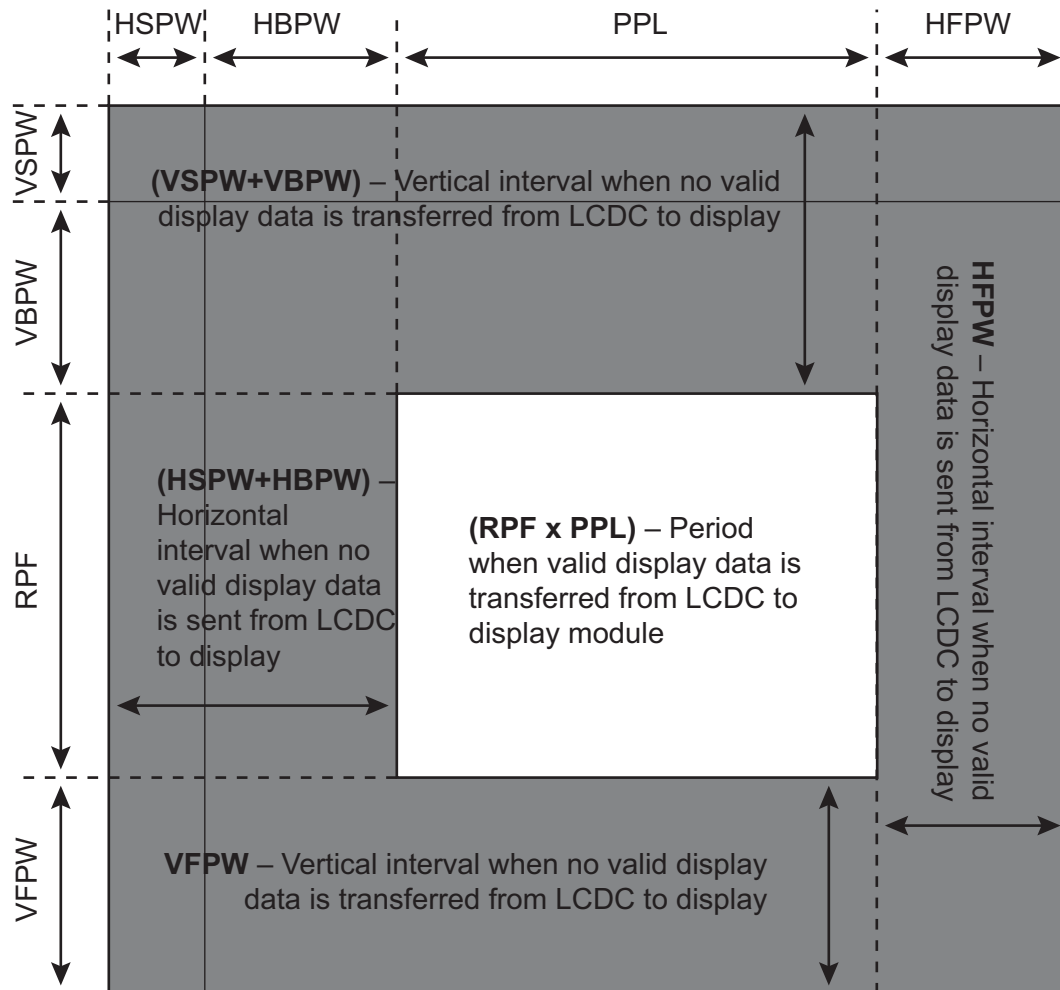 HSPW HBPW PPL HFPW
VSPW
(VSPW+VBPW) – Vertical interval when no valid
display data is transferred from LCDC to display
VBPW
HFPW – Horizontal interval when no valid
display data is sent from LCDC to display
RPF
(HSPW+HBPW) –
Horizontal
interval when no
valid display data
is sent from LCDC
to display
(RPF x PPL) – Period
when valid display data is
transferred from LCDC to
display module
VFPW
VFPW – Vertical interval when no valid display
data is transferred from LCDC to display